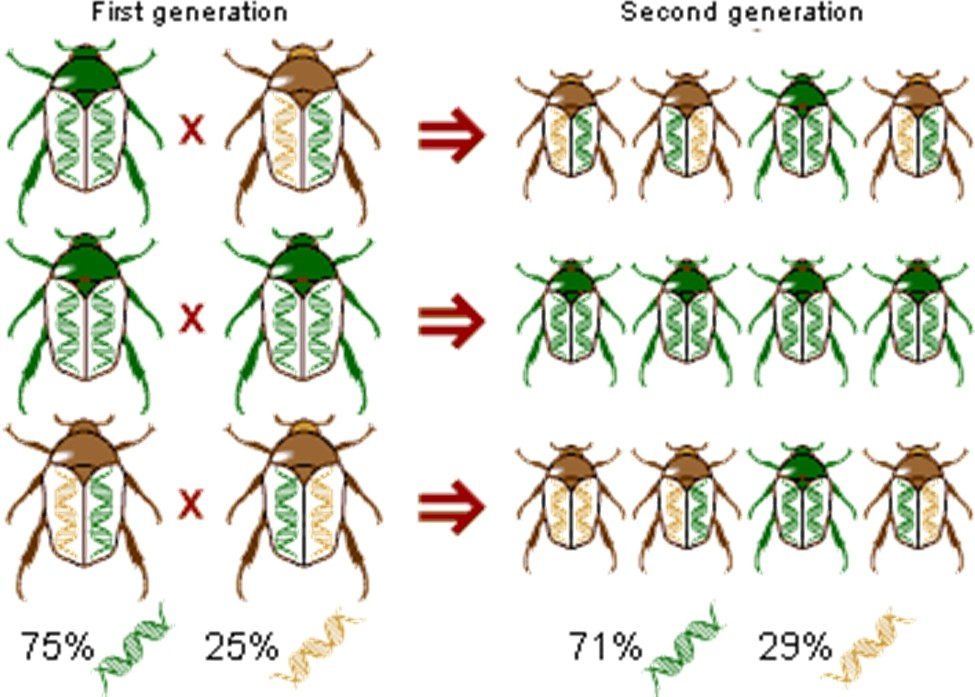 First generation
Second generation
X
X
X
75%
25%
71%
29%